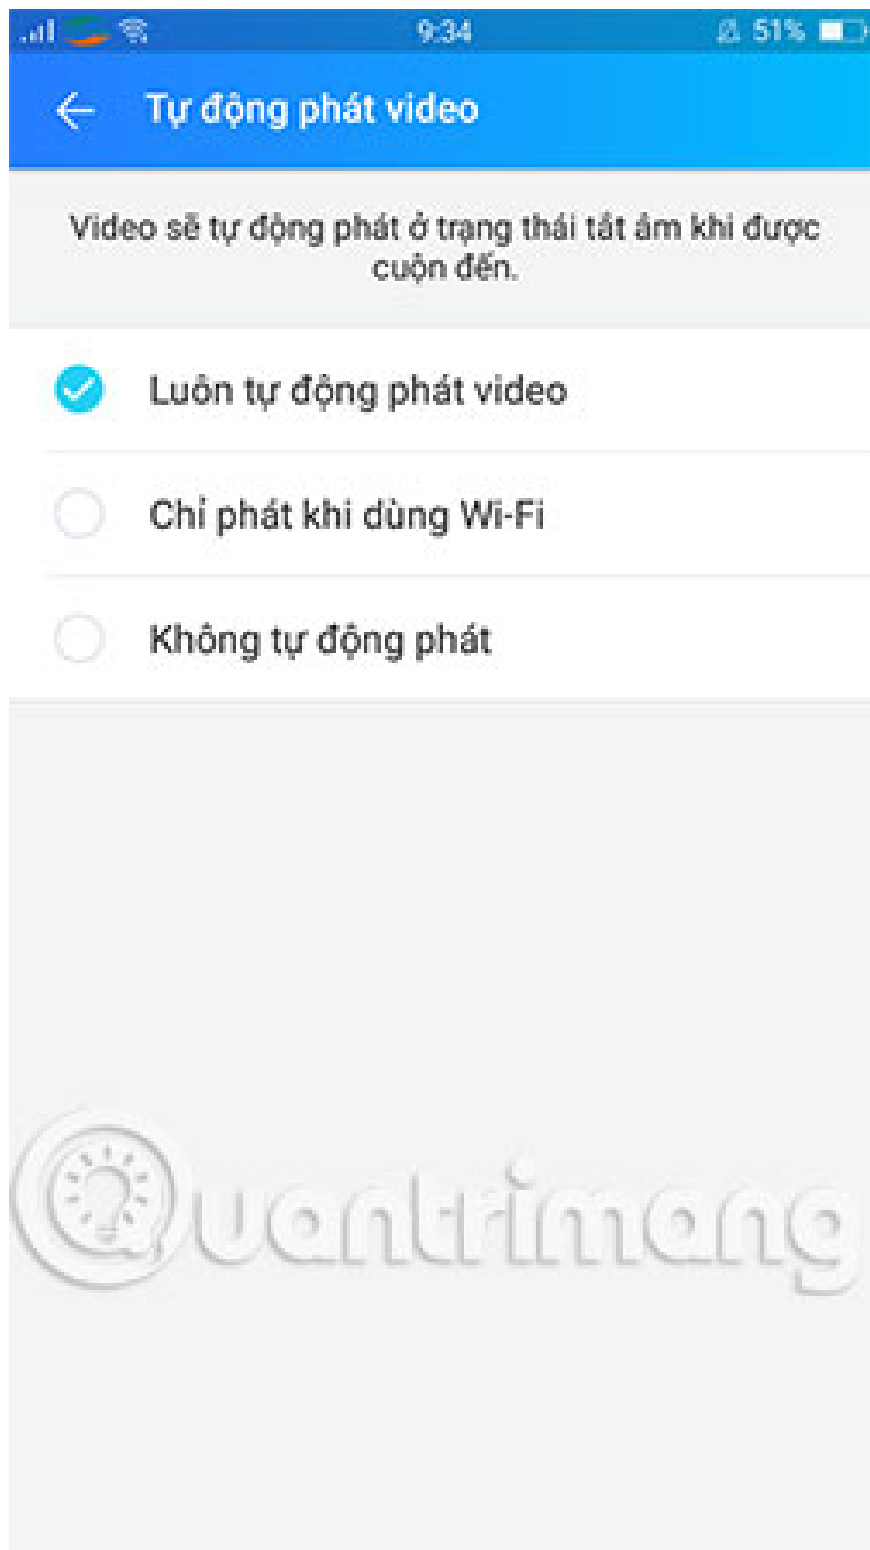 9:34
51%
Tự động phát video
Video sẽ tự động phát ở trạng thái tắt âm khi được
cuộn đến.
Luôn tự động phát video
Chỉ phát khi dùng Wi-Fi
Không tự động phát
Quantrimang